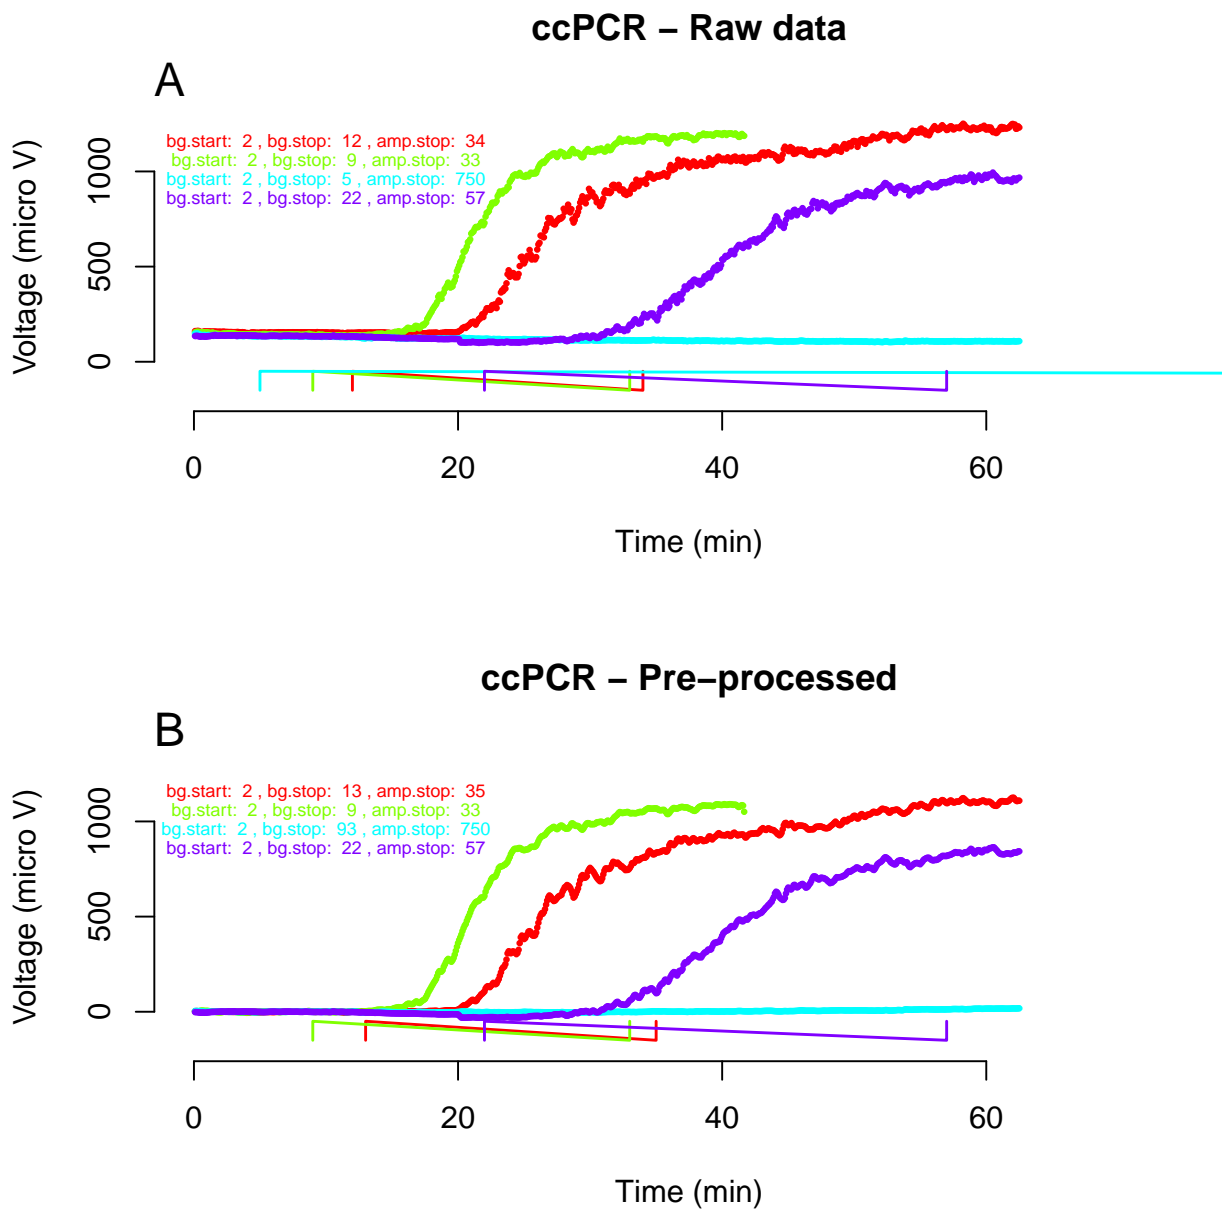 ccPCR – Raw data
A
bg.start: 2 , bg.stop: 12 , amp.stop: 34
bg.start: 2 , bg.stop: 9 , amp.stop: 33
bg.start: 2 , bg.stop: 5 , amp.stop: 750
bg.start: 2 , bg.stop: 22 , amp.stop: 57
Voltage (micro V)
1000
500
0
0 20 40 60
Time (min)
ccPCR – Pre–processed
B
bg.start: 2 , bg.stop: 13 , amp.stop: 35
bg.start: 2 , bg.stop: 9 , amp.stop: 33
bg.start: 2 , bg.stop: 93 , amp.stop: 750
bg.start: 2 , bg.stop: 22 , amp.stop: 57
Voltage (micro V)
1000
500
0
0 20 40 60
Time (min)